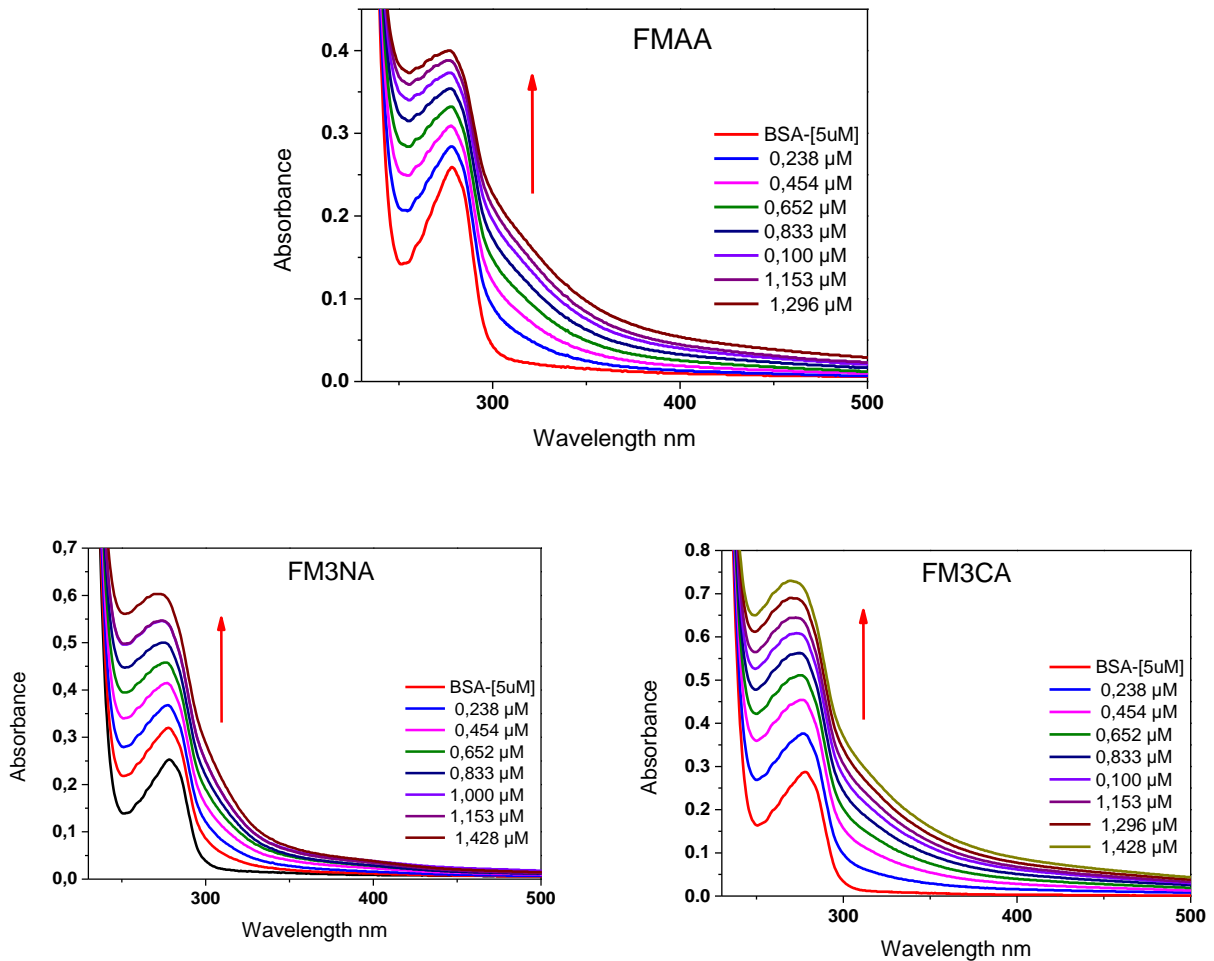 FMAA
0.4
0.3
0.2
0.1
0.0
Absorbance
BSA-[5uM]
0,238 µM
0,454 µM
0,652 µM
0,833 µM
0,100 µM
1,153 µM
1,296 µM
300 400 500
Wavelength nm
FM3NA
0,7
0,6
0,5
0,4
0,3
0,2
0,1
0,0
Absorbance
BSA-[5uM]
0,238 µM
0,454 µM
0,652 µM
0,833 µM
1,000 µM
1,153 µM
1,428 µM
300 400 500
Wavelength nm
FM3CA
0.8
0.7
0.6
0.5
0.4
0.3
0.2
0.1
0.0
Absorbance
BSA-[5uM]
0,238 µM
0,454 µM
0,652 µM
0,833 µM
0,100 µM
1,153 µM
1,296 µM
1,428 µM
300 400 500
Wavelength nm